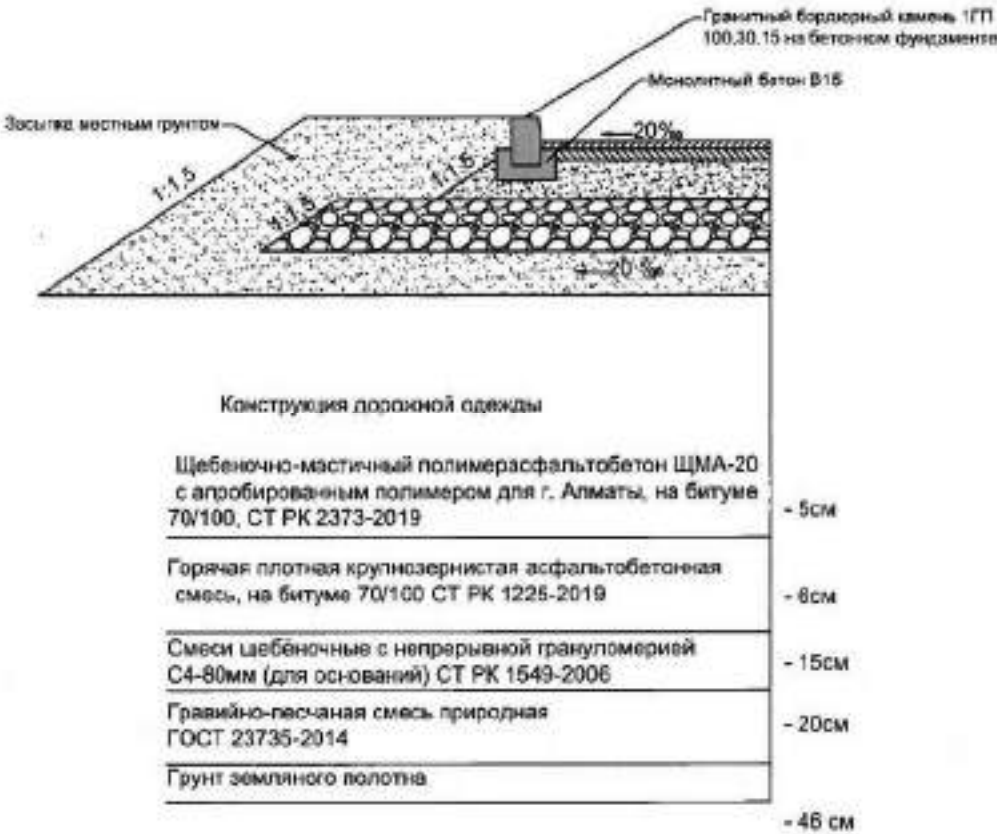 Гранитный бордюрный камень 1ГП
100.30.15 на бетонном фундаменте
Монолитный бетон В15
Засыпка местным грунтом
20‰
1:1,5
1:1,5
1:1,5
20 ‰
Конструкция дорожной одежды
Щебеночно-мастичный полимерасфальтобетон ЩМА-20
с апробированным полимером для г. Алматы, на битуме
70/100, СТ РК 2373-2019
- 5см
Горячая плотная крупнозернистая асфальтобетонная
смесь, на битуме 70/100 СТ РК 1225-2019
- 6см
Смеси щебёночные с непрерывной грануломерией
С4-80мм (для оснований) СТ РК 1549-2006
- 15см
Гравийно-песчаная смесь природная
ГОСТ 23735-2014
- 20см
Грунт земляного полотна
- 46 см